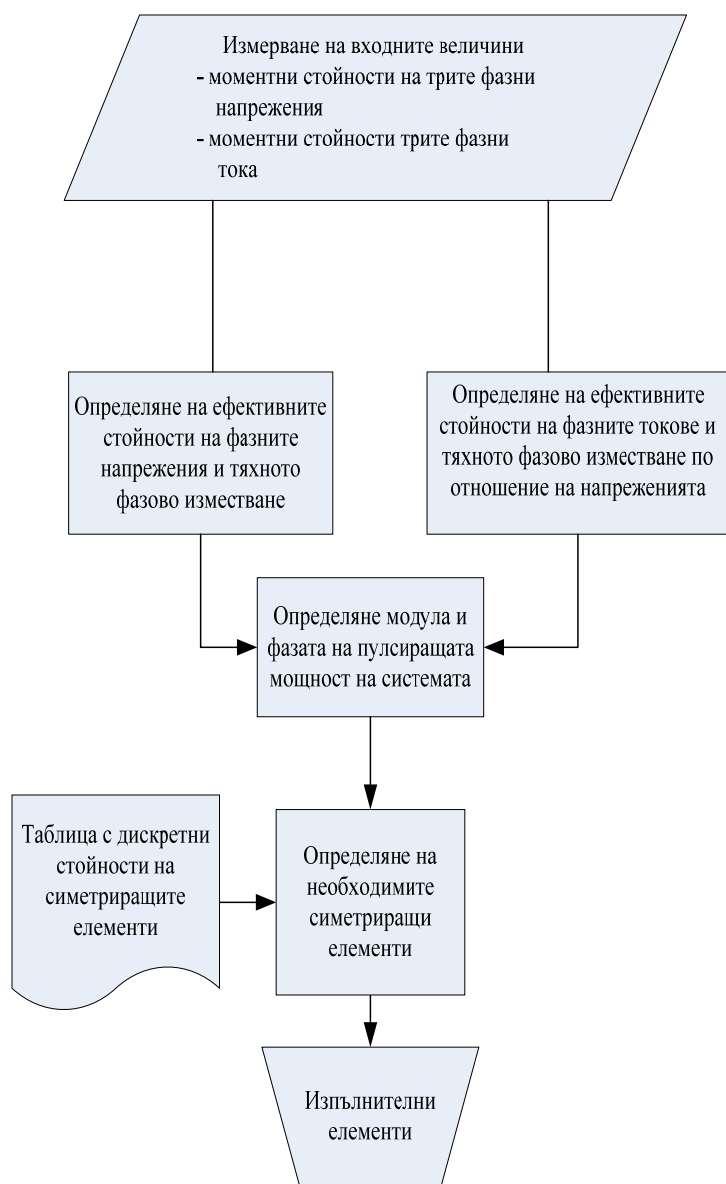 Измерване на входните величини
- моментни стойности на трите фазни
напрежения
- моментни стойности трите фазни
тока
Определяне на ефективните
стойности на фазните
напрежения и тяхното
фазово изместване
Определяне на ефективните
стойности на фазните токове и
тяхното фазово изместване по
отношение на напреженията
Определяне модула и
фазата на пулсиращата
мощност на системата
Таблица с дискретни
стойности на
симетриращите
елементи
Определяне на
необходимите
симетриращи
елементи
Изпълнителни
елементи